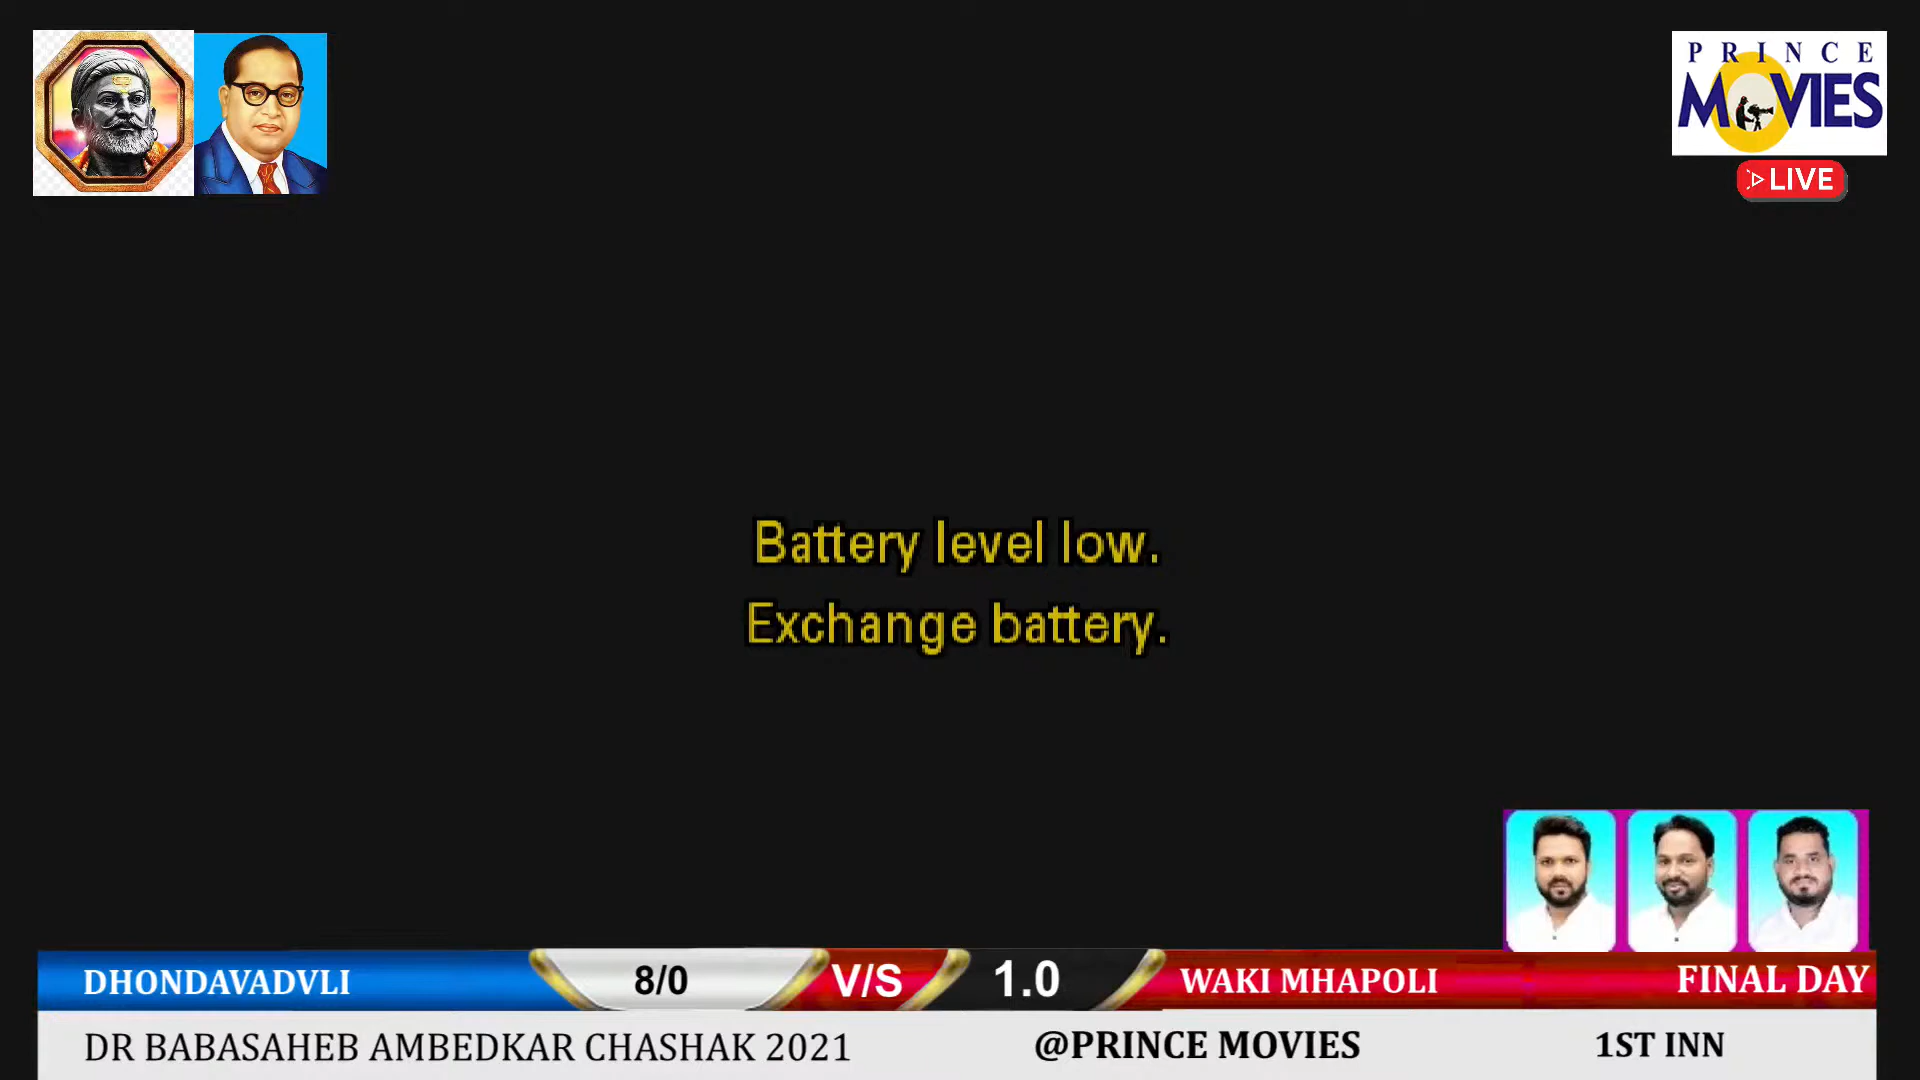 PRINCE
MOVIES
LIVE
Battery level low.
Exchange battery.
DHONDAVADVLI 8/0 V/S 1.0 WAKI MHAPOLI FINAL DAY
DR BABASAHEB AMBEDKAR CHASHAK 2021 @PRINCE MOVIES 1ST INN